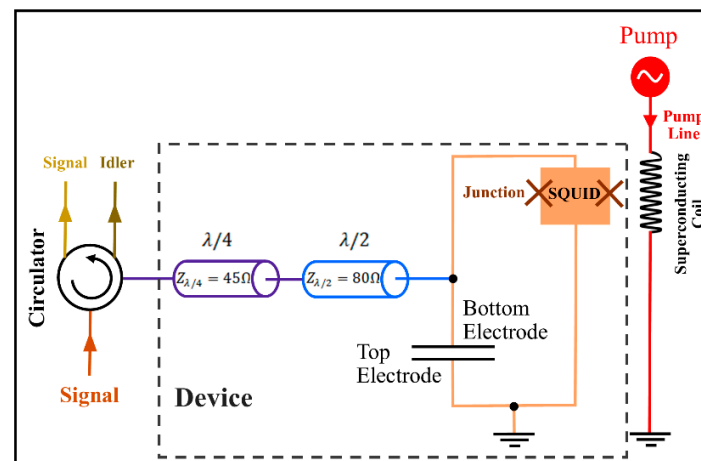 Pump
Pump
Line
Superconducting
Coil
Signal Idler
Circulator
Signal
λ/4
Z_{λ/4} = 45Ω
λ/2
Z_{λ/2} = 80Ω
Junction
SQUID
Bottom
Electrode
Top
Electrode
Device